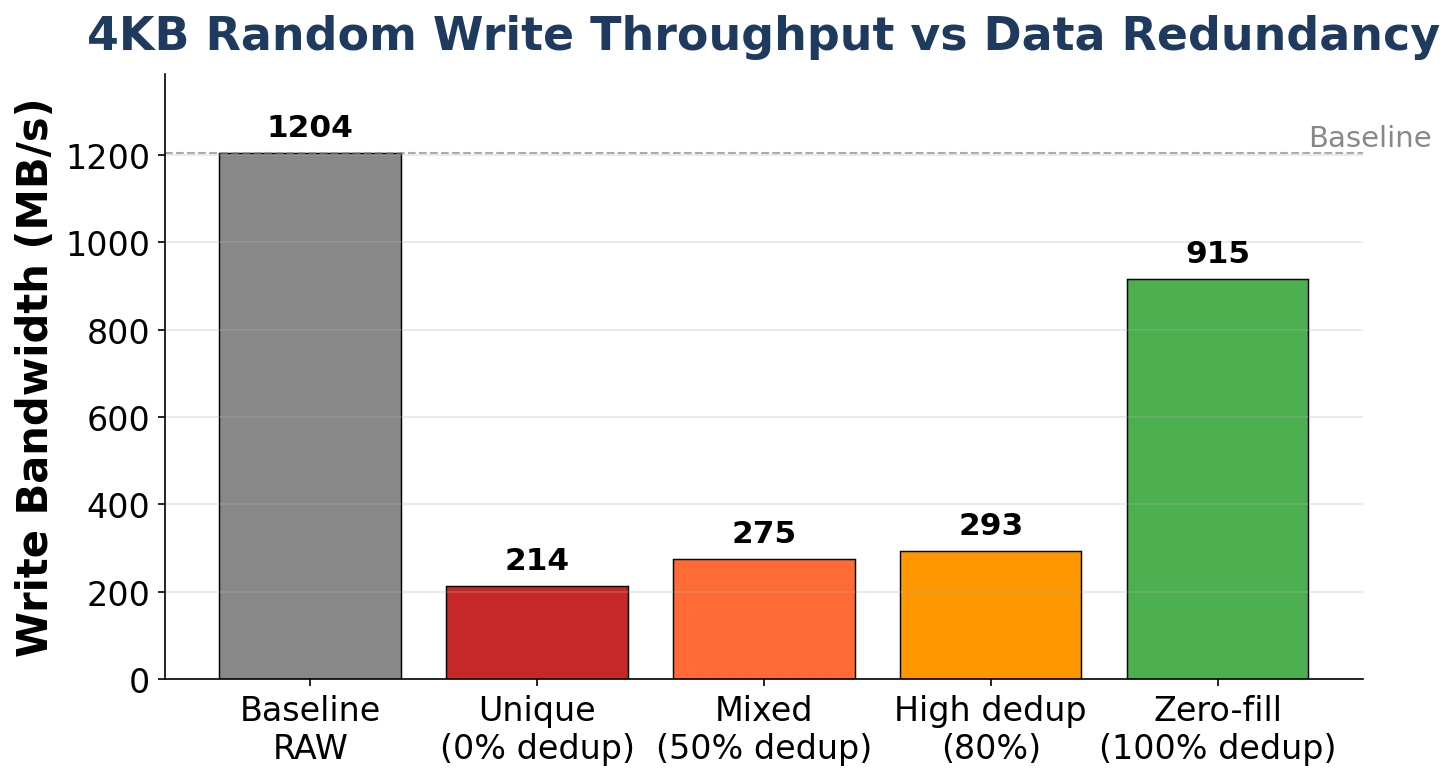 4KB Random Write Throughput vs Data Redundancy
Write Bandwidth (MB/s)
1200
1000
800
600
400
200
0
1204
214
275
293
915
Baseline
Baseline
RAW
Unique
(0% dedup)
Mixed
(50% dedup)
High dedup
(80%)
Zero-fill
(100% dedup)